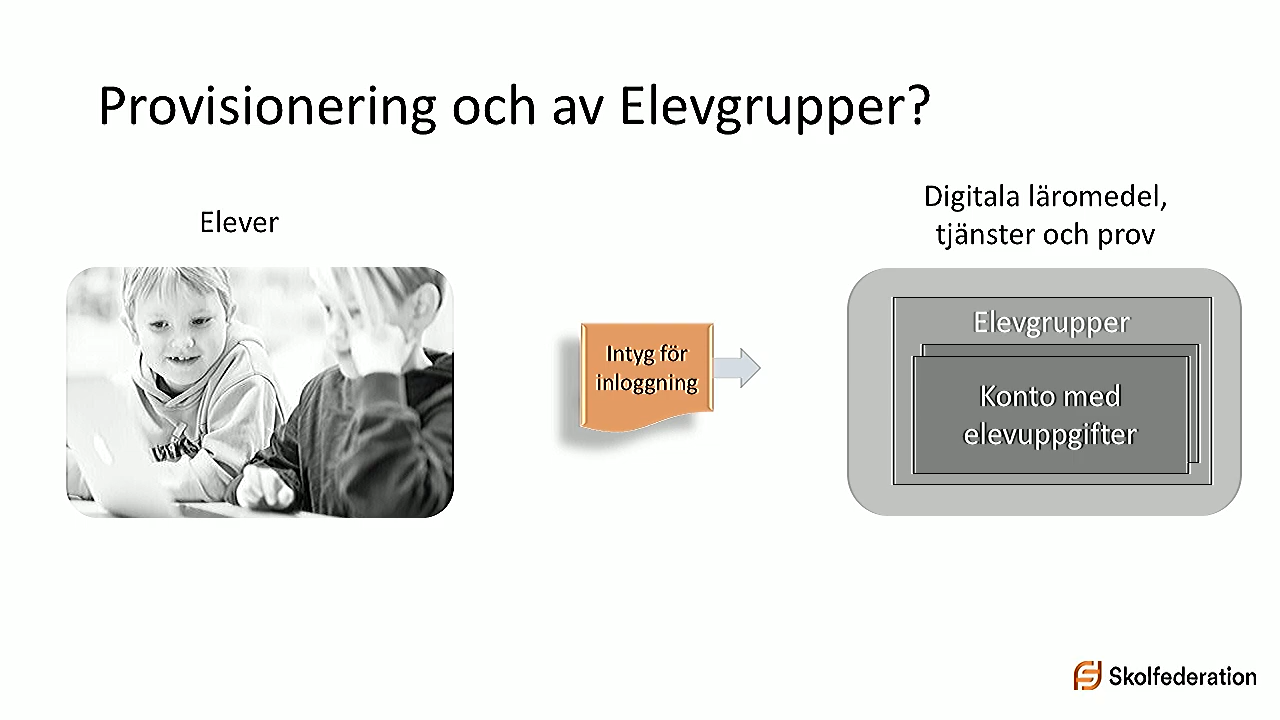 Provisionering och av Elevgrupper?
Elever
Digitala läromedel,
tjänster och prov
Intyg för
inloggning
Elevgrupper
Konto med
elevuppgifter
Skolfederation